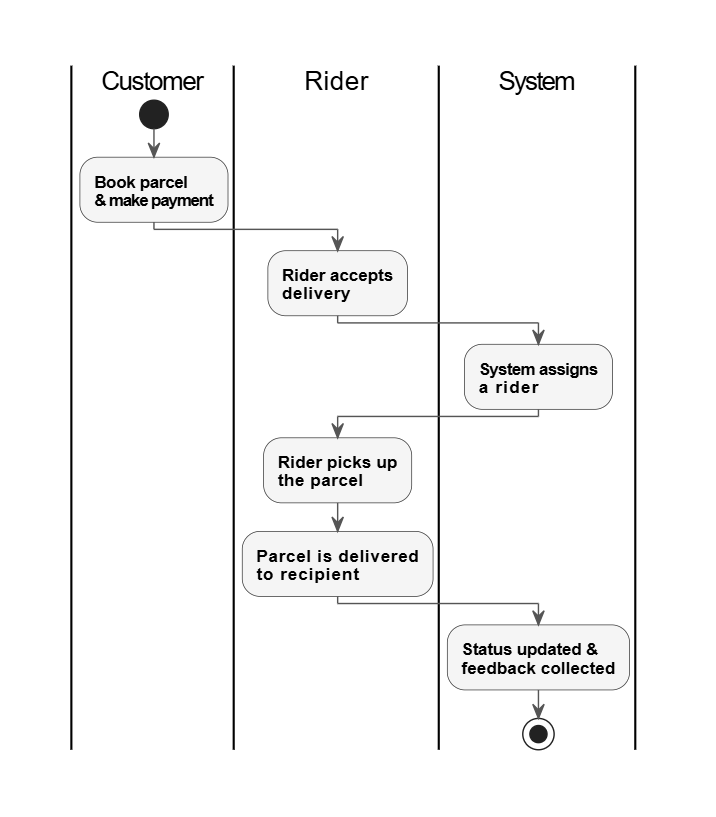 Customer Rider System
Book parcel
& make payment
Rider accepts
delivery
System assigns
a rider
Rider picks up
the parcel
Parcel is delivered
to recipient
Status updated &
feedback collected